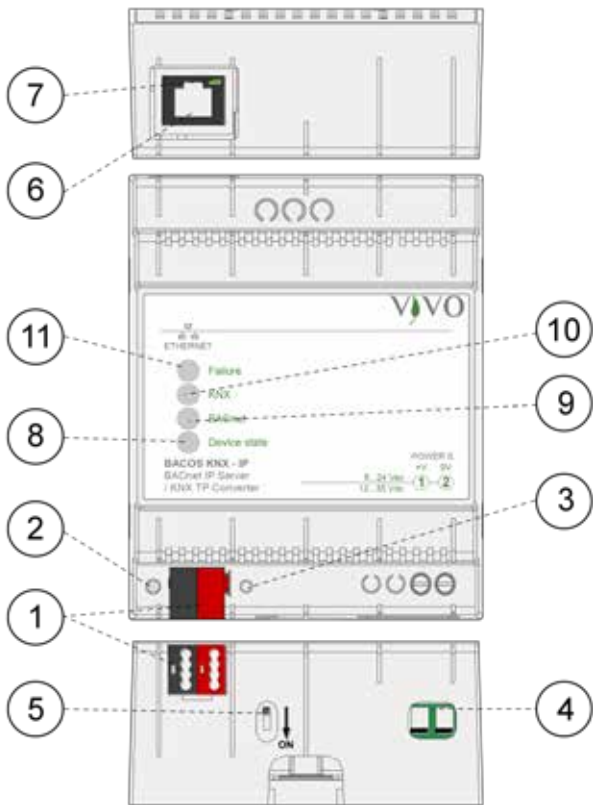 7
6
VIVO
ETHERNET
11
10
Failure
KNX
9
BACnet
8
Device state
BACOS KNX - IP
BACnet IP Server
/ KNX TP Converter
POWER S.
+V 0V
8...24 Vac
12...35 Vdc
1 2
2
3
1
5
ON
4